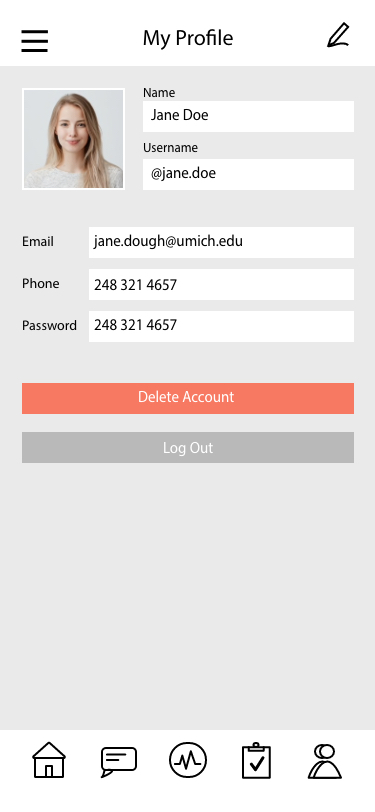 My Profile
Name
Jane Doe
Username
@jane.doe
Email
jane.dough@umich.edu
Phone
248 321 4657
Password
248 321 4657
Delete Account
Log Out